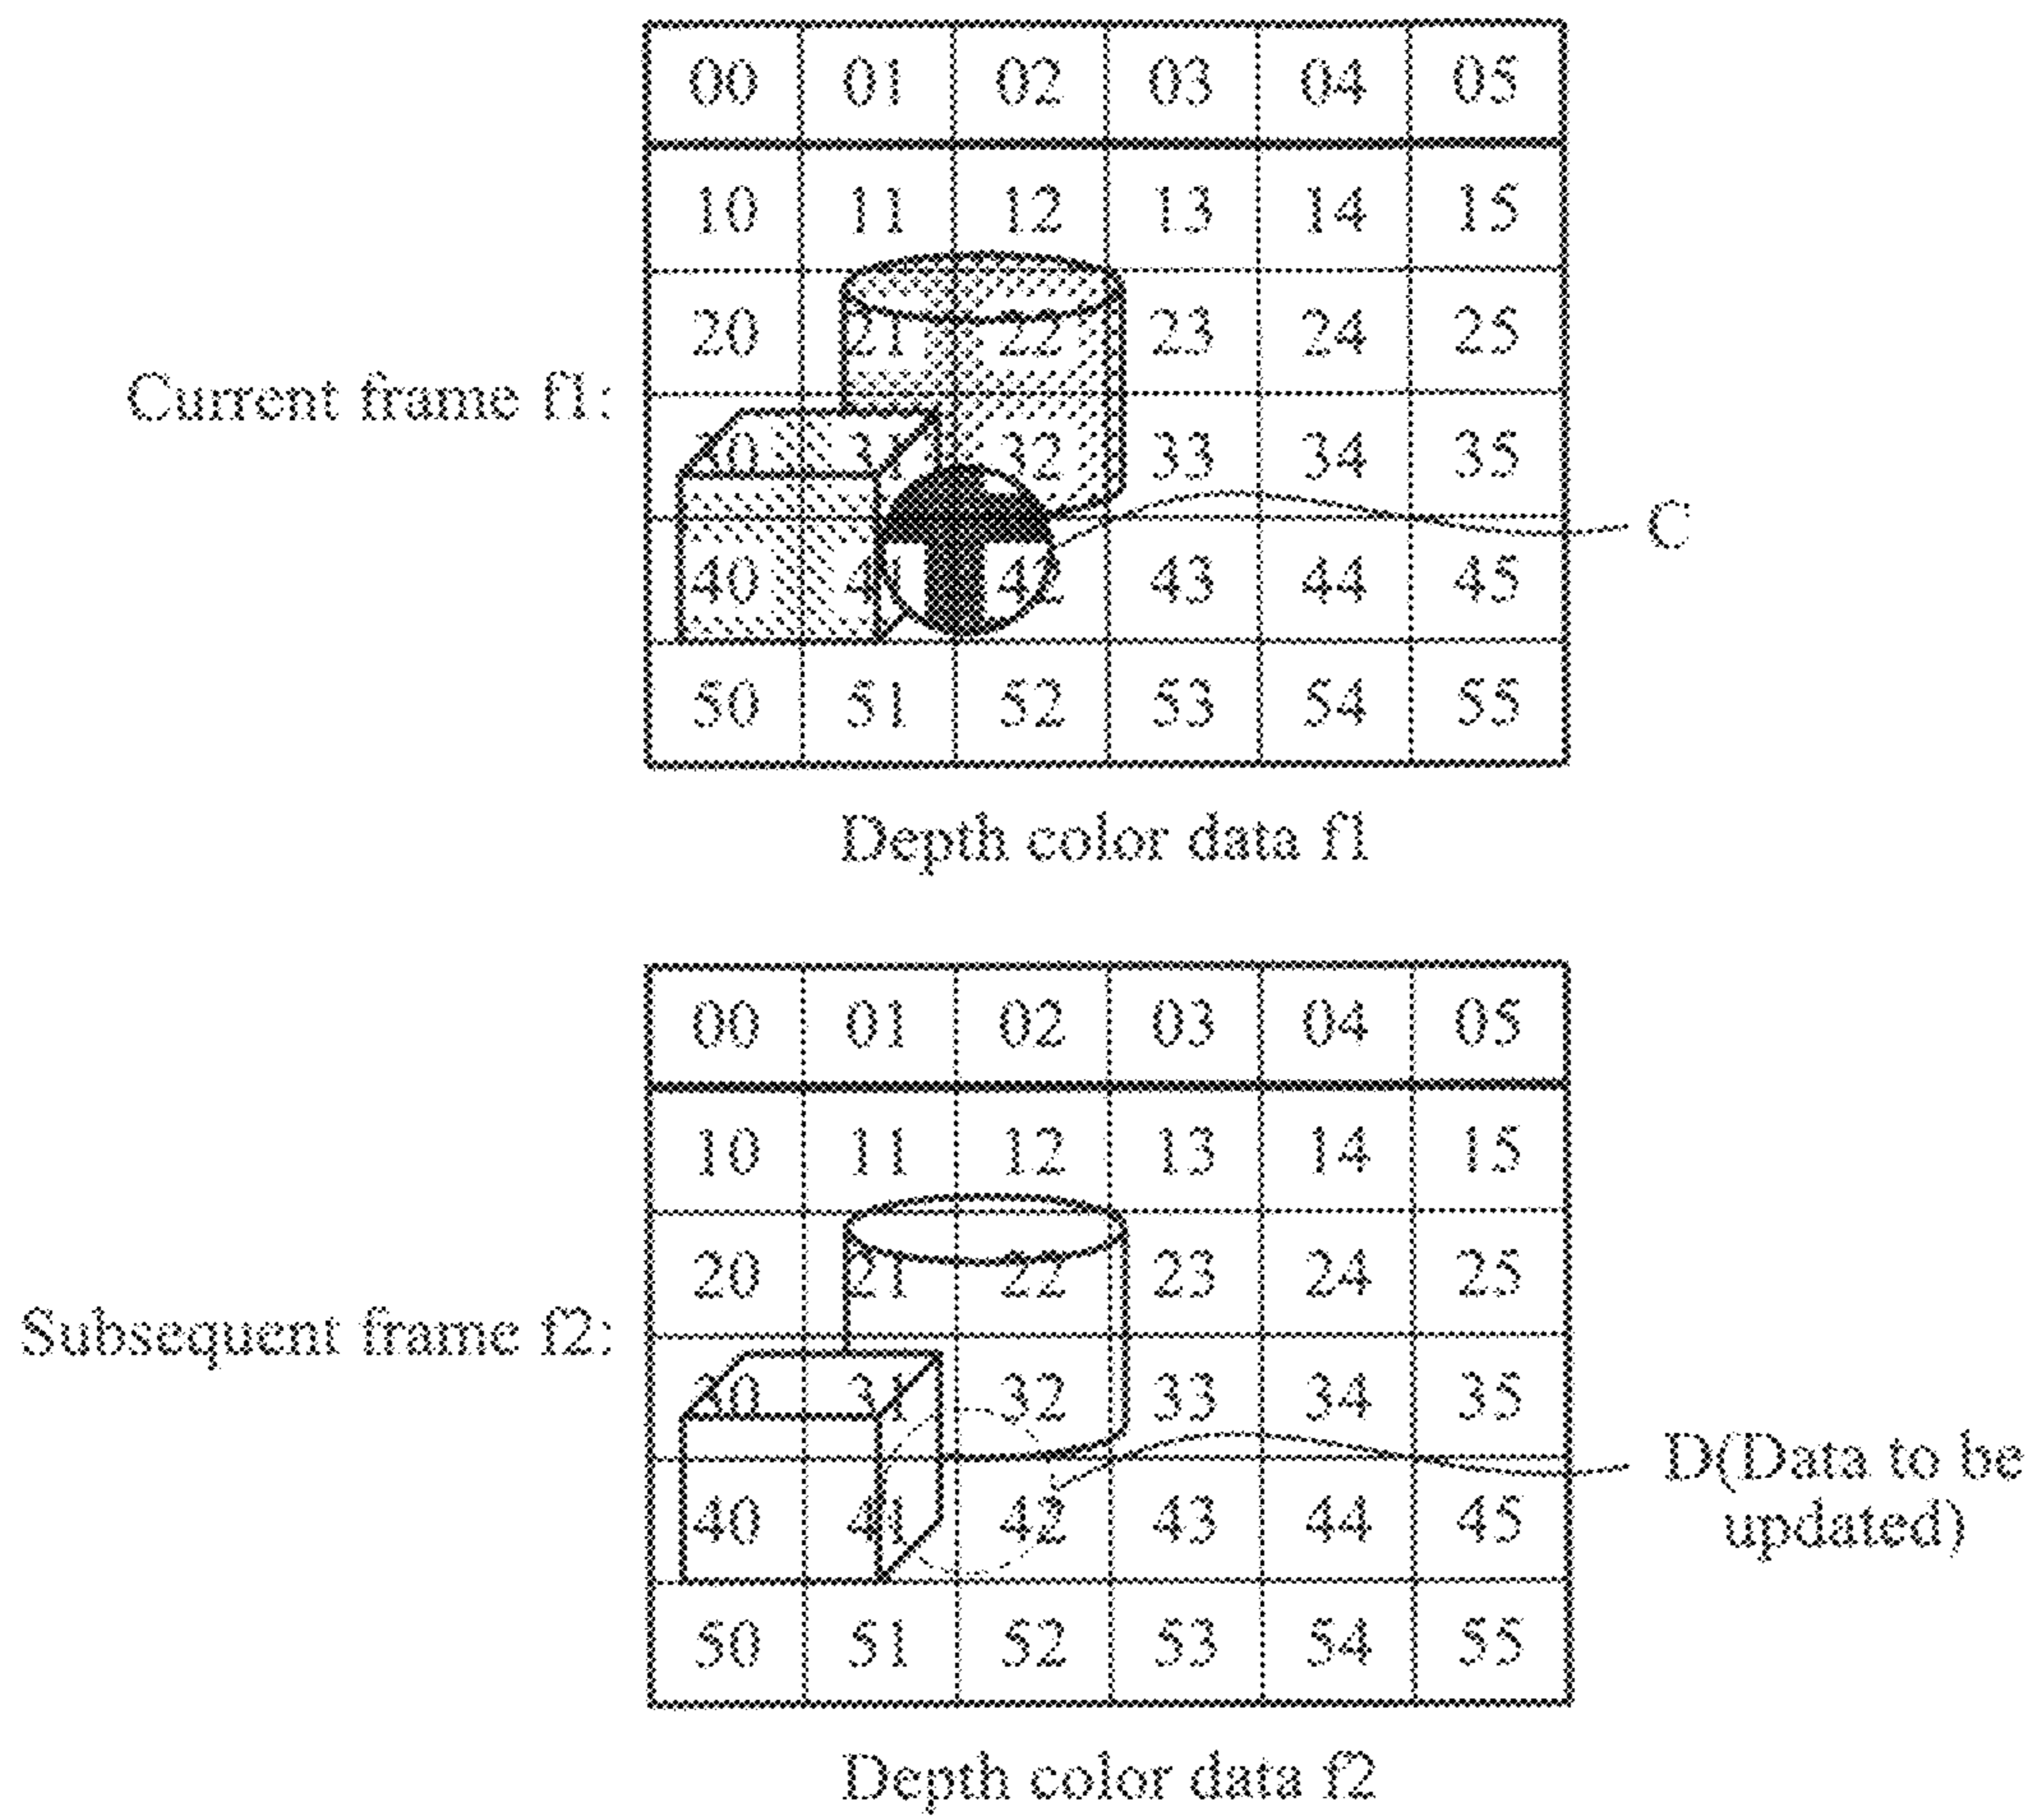 00 01 02 03 04 05
10 11 12 13 14 15
20 21 22 23 24 25
Current frame f1:
30 31 32 33 34 35
C
40 41 42 43 44 45
50 51 52 53 54 55
Depth color data f1
00 01 02 03 04 05
10 11 12 13 14 15
20 21 22 23 24 25
Subsequent frame f2:
30 31 32 33 34 35
D(Data to be
updated)
40 41 42 43 44 45
50 51 52 53 54 55
Depth color data f2